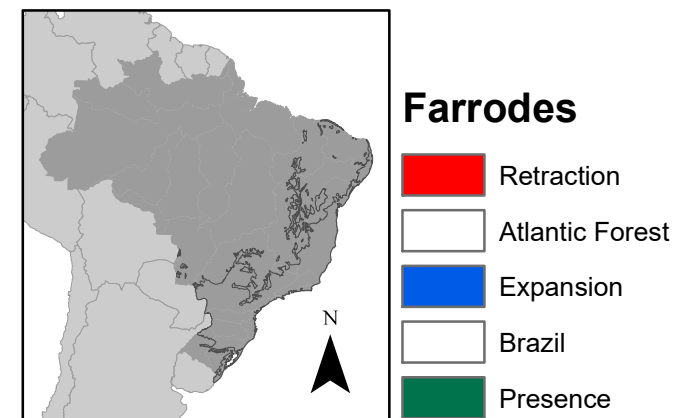 Farrodes
Retraction
Atlantic Forest
Expansion
Brazil
Presence
N